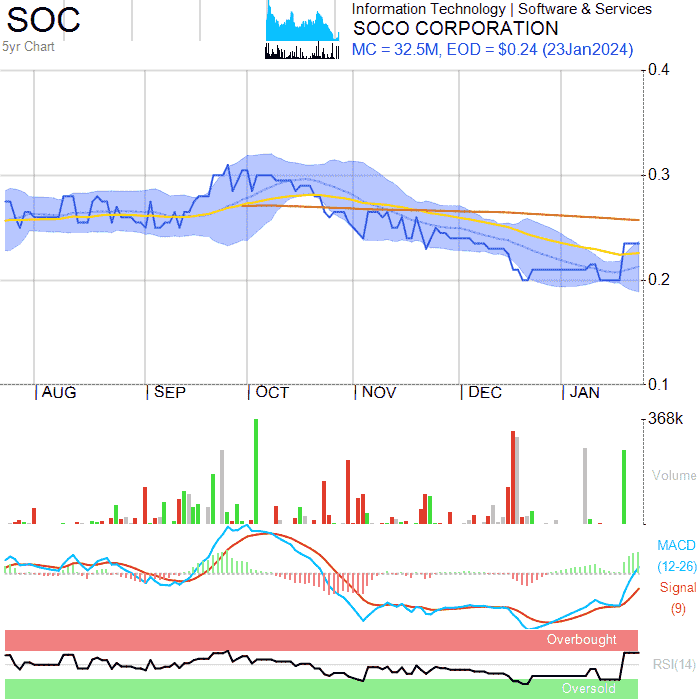 SOC
5yr Chart
Information Technology | Software & Services
SOCO CORPORATION
MC = 32.5M, EOD = $0.24 (23Jan2024)
0.4
0.3
0.2
0.1
| AUG | SEP | OCT | NOV | DEC | JAN
368k
Volume
MACD
(12-26)
Signal
(9)
Overbought
RSI(14)
Oversold